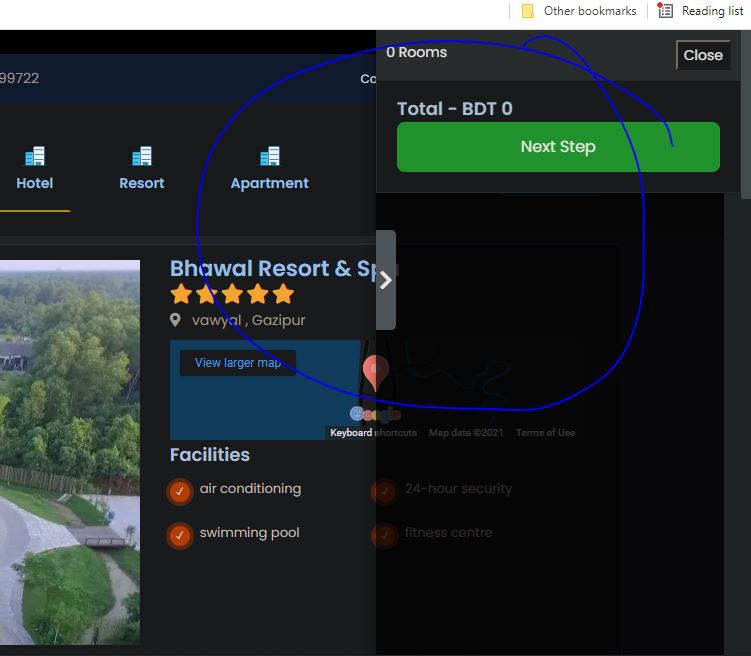 Other bookmarks
Reading list
0 Rooms
Close
99722
Co
Total - BDT 0
Next Step
Hotel
Resort
Apartment
Bhawal Resort & Spa
vawyal , Gazipur
View larger map
Keyboard shortcuts
Map data ©2021
Terms of Use
Facilities
air conditioning
24-hour security
swimming pool
fitness centre